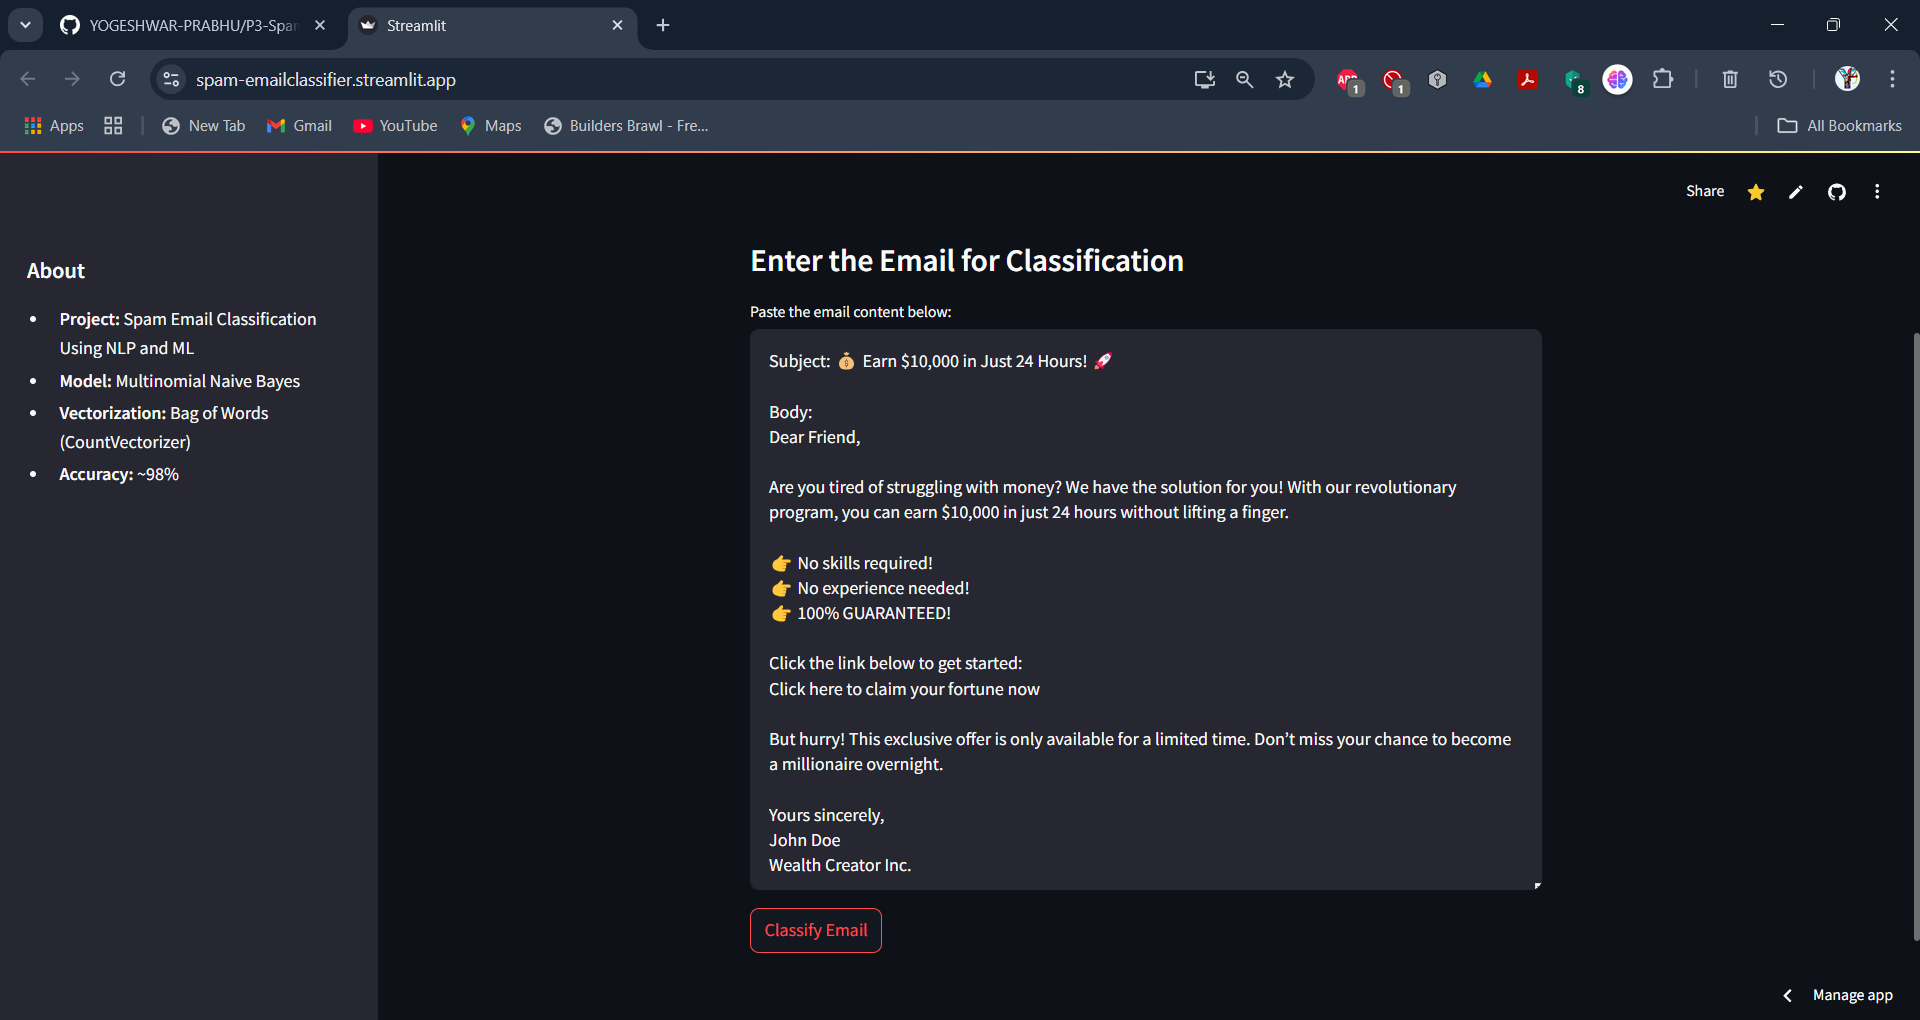 YOGESHWAR-PRABHU/P3-Spar
Streamlit
spam-emailclassifier.streamlit.app
ABP
1
1
8
Apps
New Tab
Gmail
YouTube
Maps
Builders Brawl - Fre...
All Bookmarks
Share
About
• Project: Spam Email Classification
Using NLP and ML
• Model: Multinomial Naive Bayes
• Vectorization: Bag of Words
(CountVectorizer)
• Accuracy: ~98%
Enter the Email for Classification
Paste the email content below:
Subject: 💰 Earn $10,000 in Just 24 Hours! 🚀
Body:
Dear Friend,
Are you tired of struggling with money? We have the solution for you! With our revolutionary
program, you can earn $10,000 in just 24 hours without lifting a finger.
👉 No skills required!
👉 No experience needed!
👉 100% GUARANTEED!
Click the link below to get started:
Click here to claim your fortune now
But hurry! This exclusive offer is only available for a limited time. Don’t miss your chance to become
a millionaire overnight.
Yours sincerely,
John Doe
Wealth Creator Inc.
Classify Email
Manage app